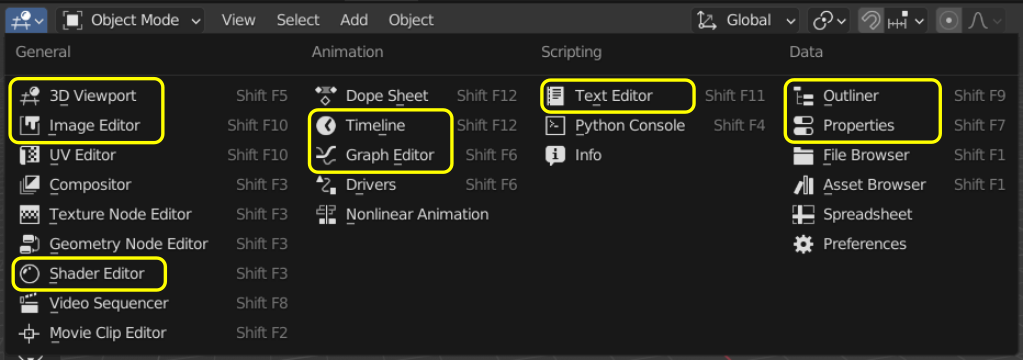 Object Mode View Select Add Object Global
General Animation Scripting Data
3D Viewport Shift F5 Dope Sheet Shift F12 Text Editor Shift F11 Outliner Shift F9
Image Editor Shift F10 Timeline Shift F12 Python Console Shift F4 Properties Shift F7
UV Editor Shift F10 Graph Editor Shift F6 Info File Browser Shift F1
Compositor Shift F3 Drivers Shift F6 Asset Browser Shift F1
Texture Node Editor Shift F3 Nonlinear Animation Spreadsheet
Geometry Node Editor Shift F3 Preferences
Shader Editor Shift F3
Video Sequencer Shift F8
Movie Clip Editor Shift F2